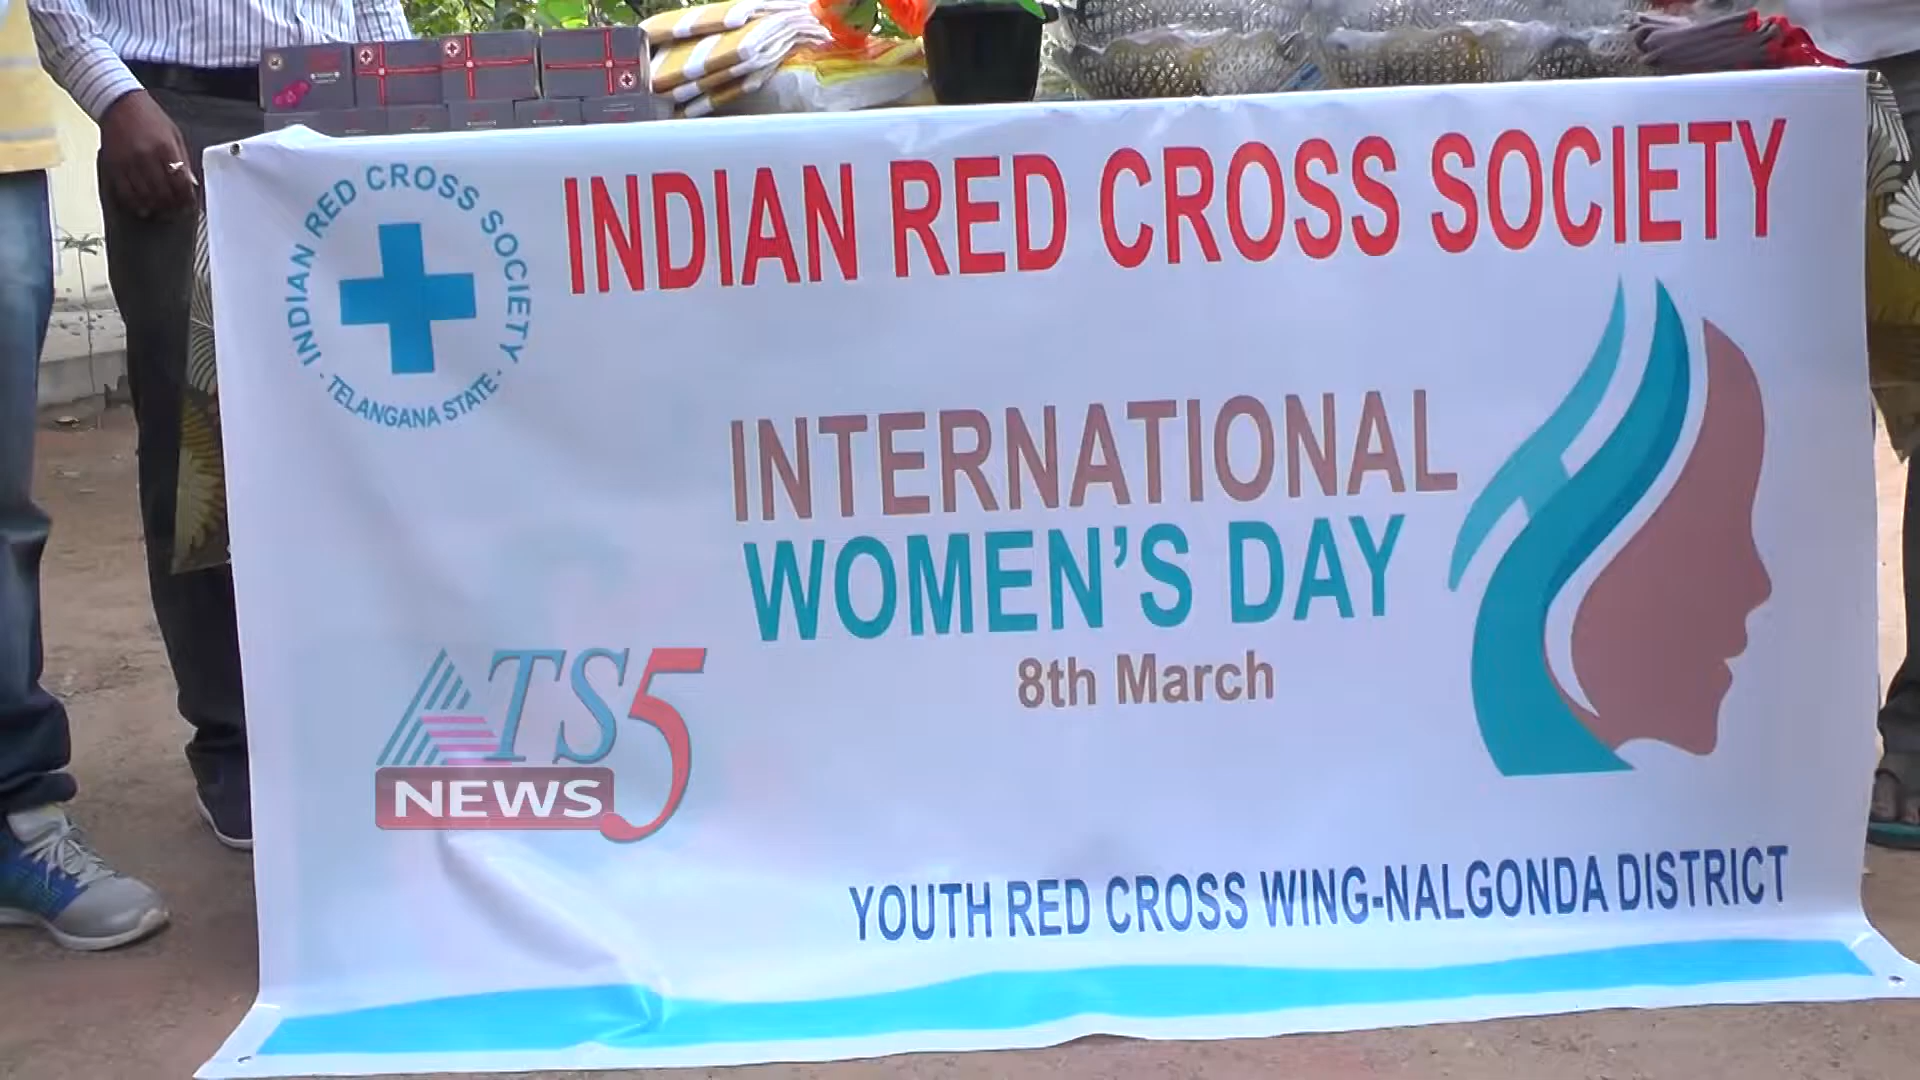 INDIAN RED CROSS SOCIETY
INDIAN RED CROSS SOCIETY
- TELANGANA STATE -
INTERNATIONAL
WOMEN'S DAY
8th March
TS5
NEWS
YOUTH RED CROSS WING-NALGONDA DISTRICT